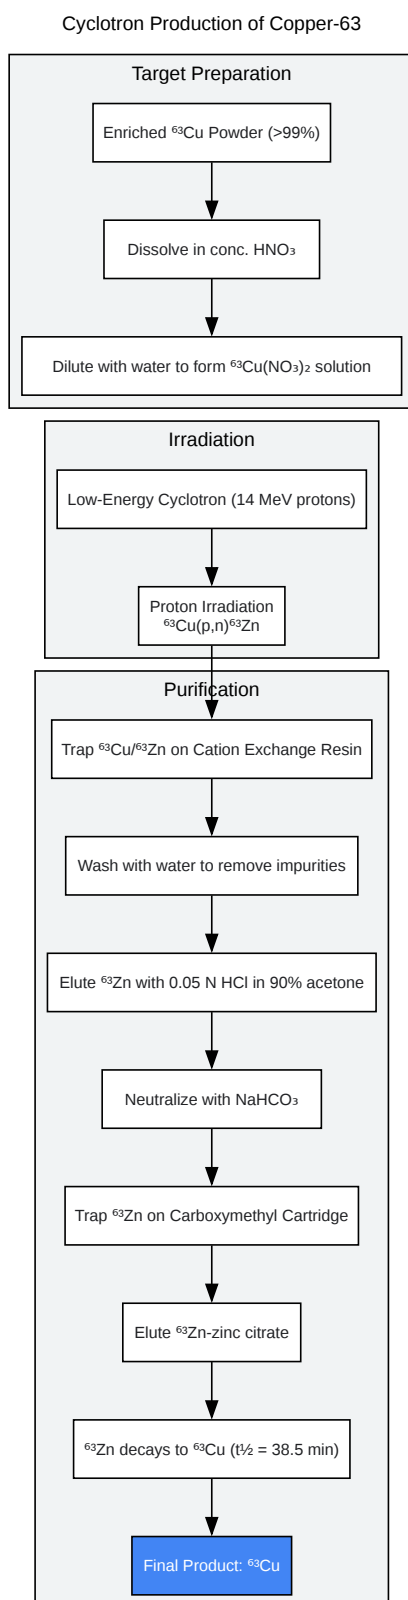 Cyclotron Production of Copper-63
Target Preparation
Enriched ⁶³Cu Powder (>99%)
Dissolve in conc. HNO₃
Dilute with water to form ⁶³Cu(NO₃)₂ solution
Irradiation
Low-Energy Cyclotron (14 MeV protons)
Proton Irradiation
⁶³Cu(p,n)⁶³Zn
Purification
Trap ⁶³Cu/⁶³Zn on Cation Exchange Resin
Wash with water to remove impurities
Elute ⁶³Zn with 0.05 N HCl in 90% acetone
Neutralize with NaHCO₃
Trap ⁶³Zn on Carboxymethyl Cartridge
Elute ⁶³Zn-zinc citrate
⁶³Zn decays to ⁶³Cu (t½ = 38.5 min)
Final Product: ⁶³Cu